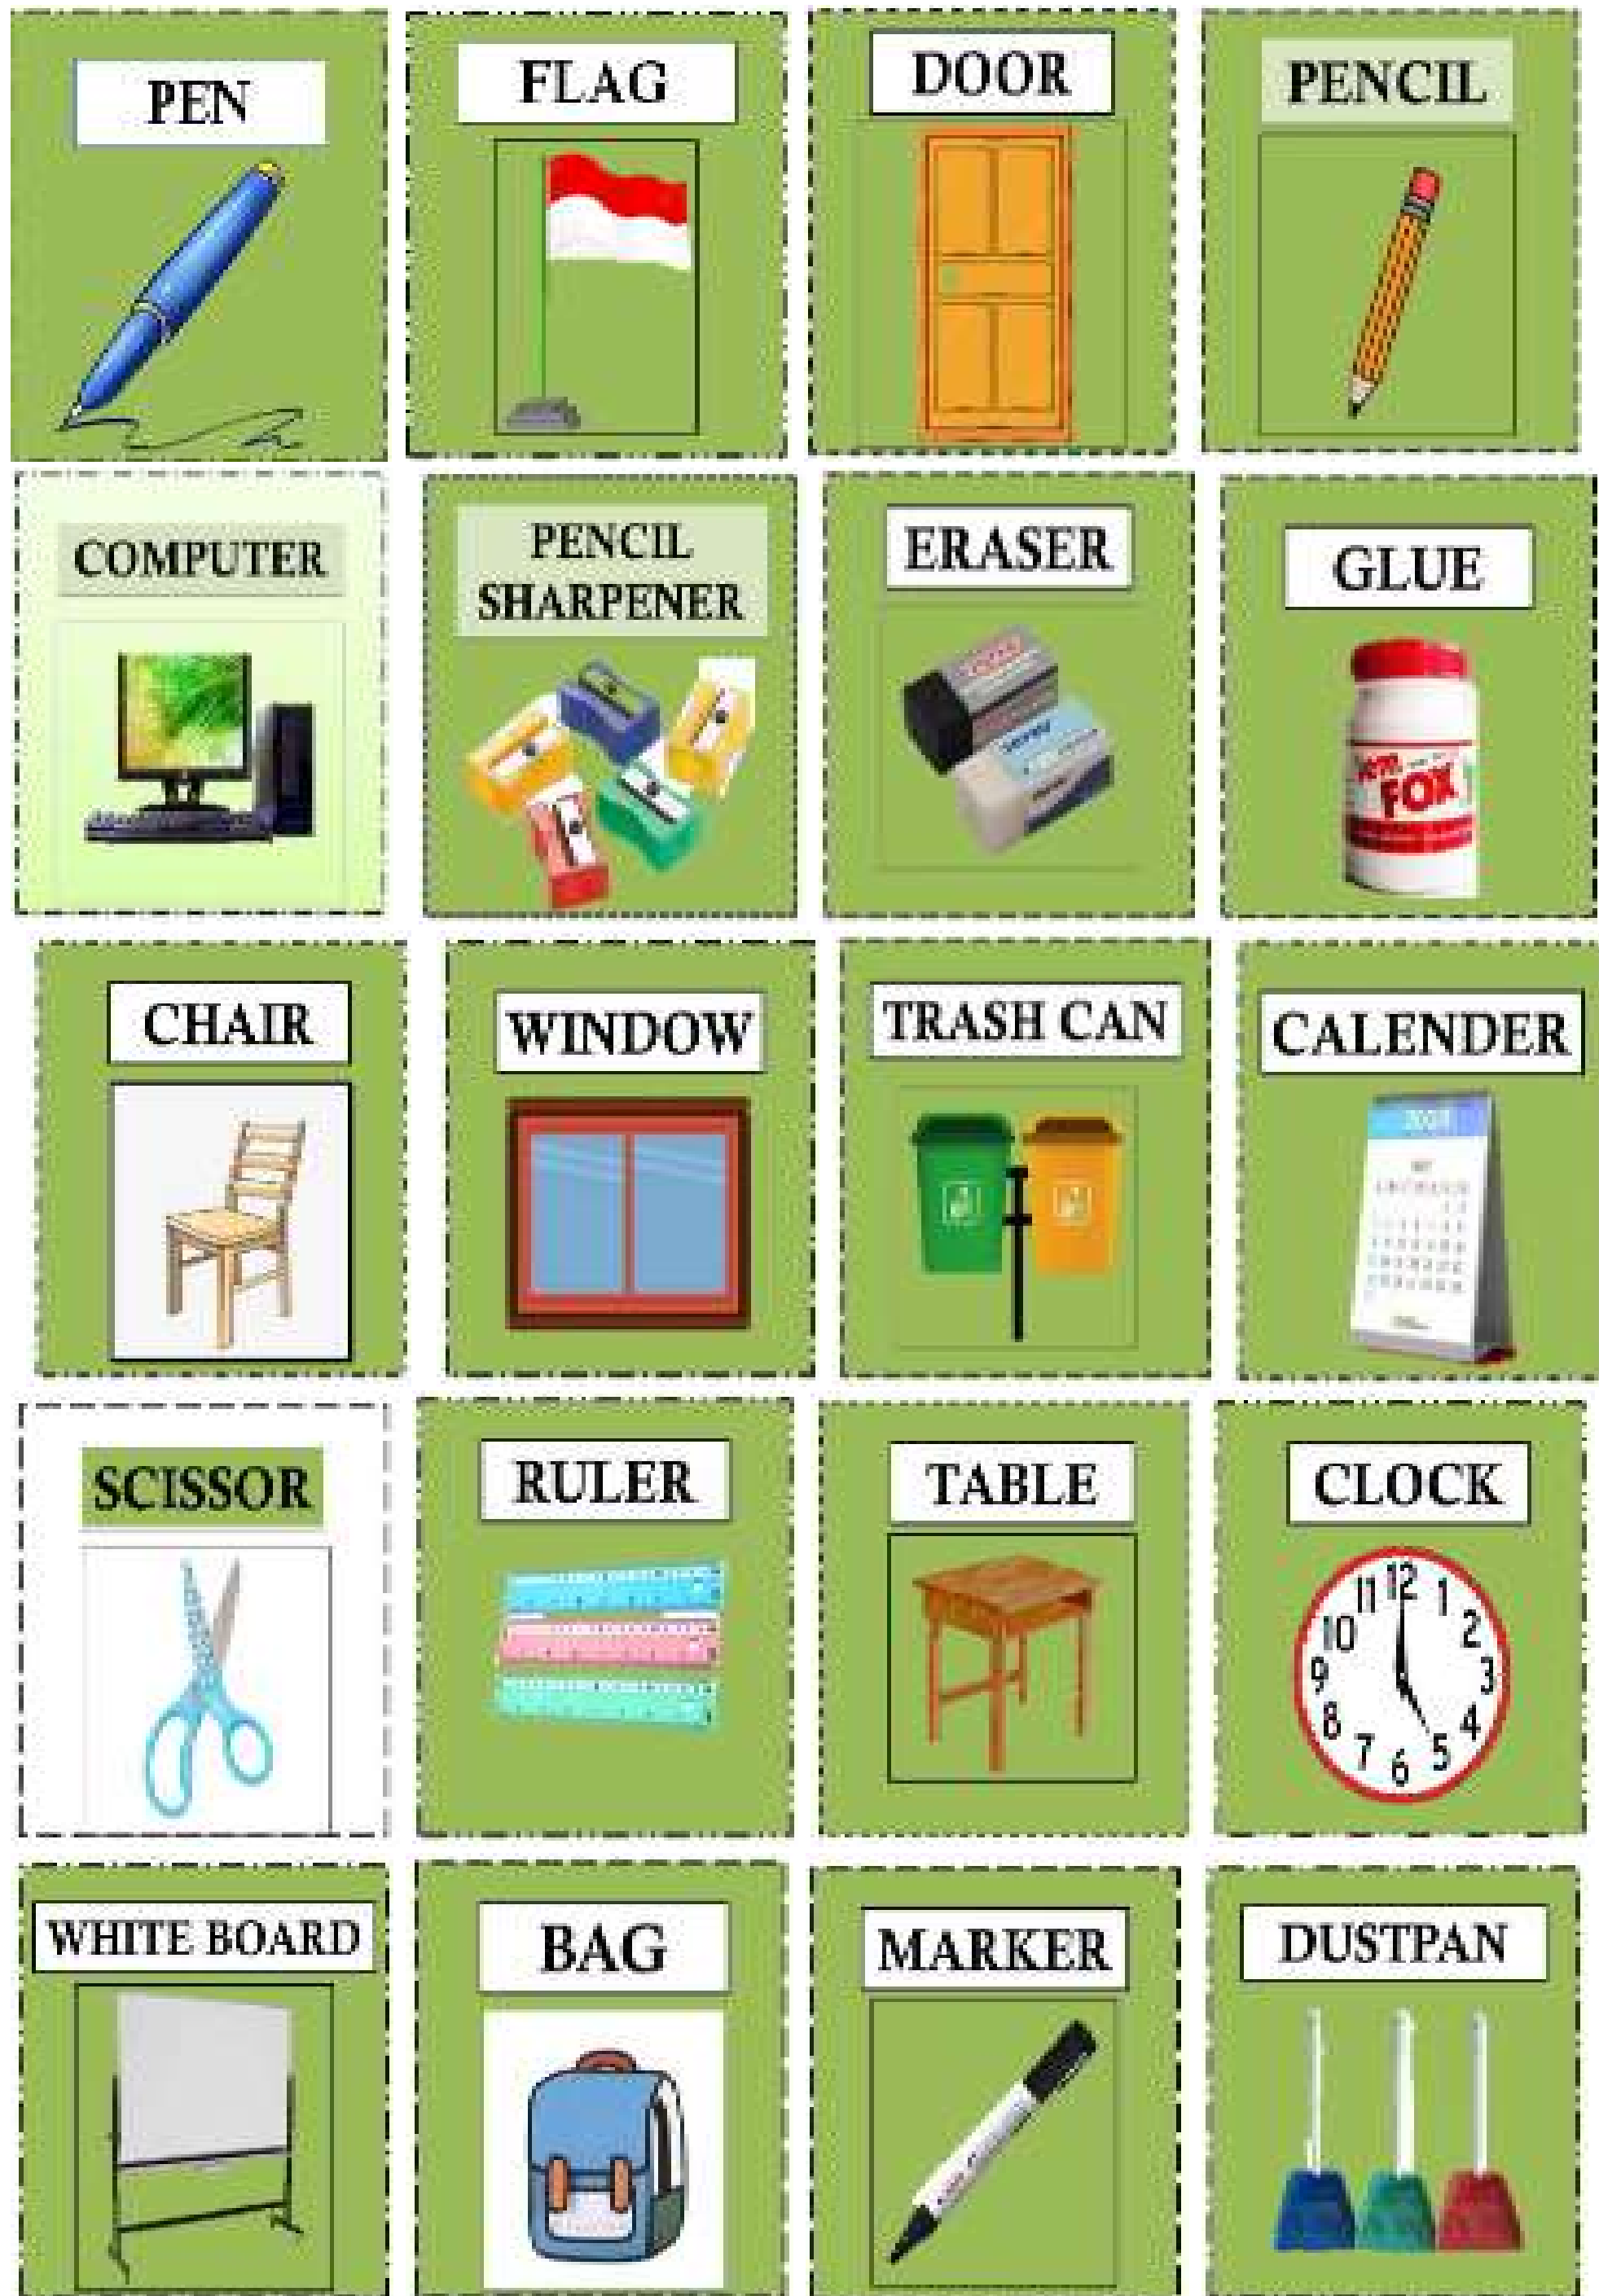 PEN
FLAG
DOOR
PENCIL
COMPUTER
PENCIL
SHARPENER
ERASER
GLUE
FOX
CHAIR
WINDOW
TRASH CAN
CALENDER
SCISSOR
RULER
TABLE
CLOCK
11 12 1
10 2
9 3
8 4
7 6 5
WHITE BOARD
BAG
MARKER
DUSTPAN